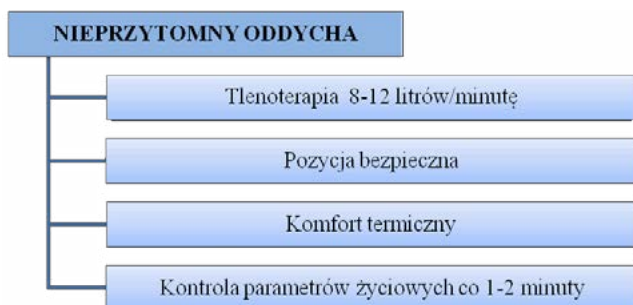 NIEPRZYTOMNY ODDYCHA
Tlenoterapia 8-12 litrów/minutę
Pozycja bezpieczna
Komfort termiczny
Kontrola parametrów życiowych co 1-2 minuty